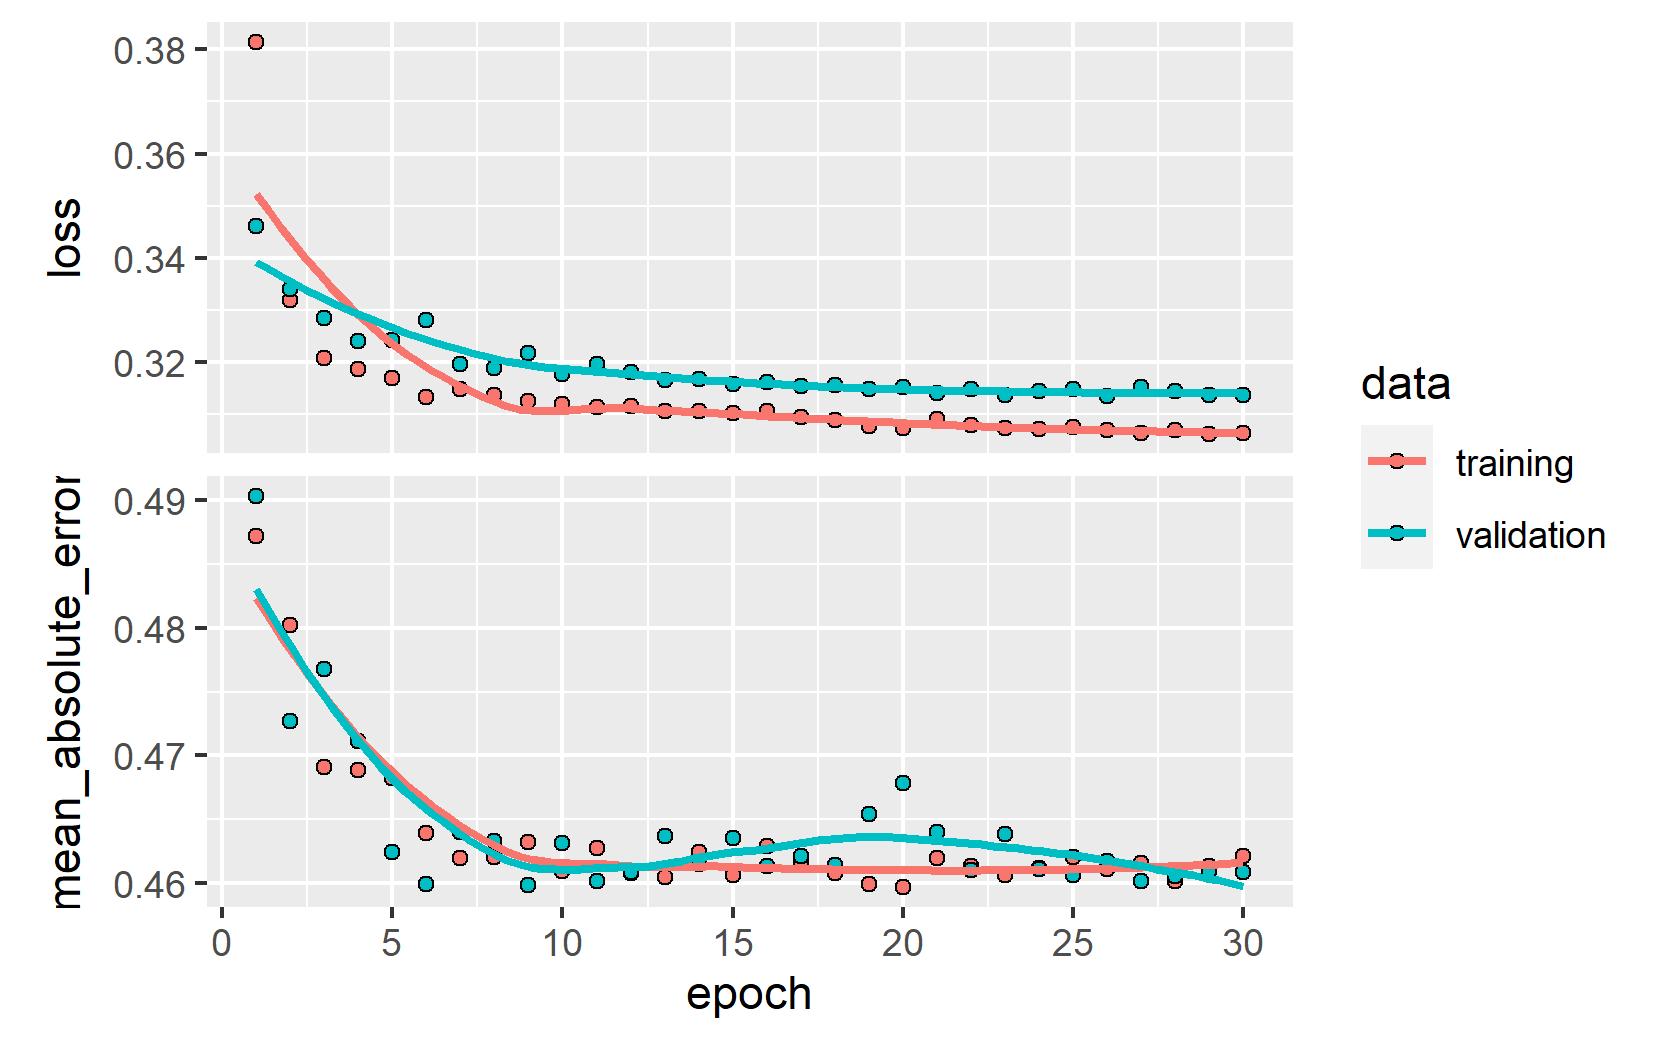 0.38
0.36
0.34
0.32
loss
0.49
0.48
0.47
0.46
mean_absolute_error
0 5 10 15 20 25 30
epoch
data
training
validation